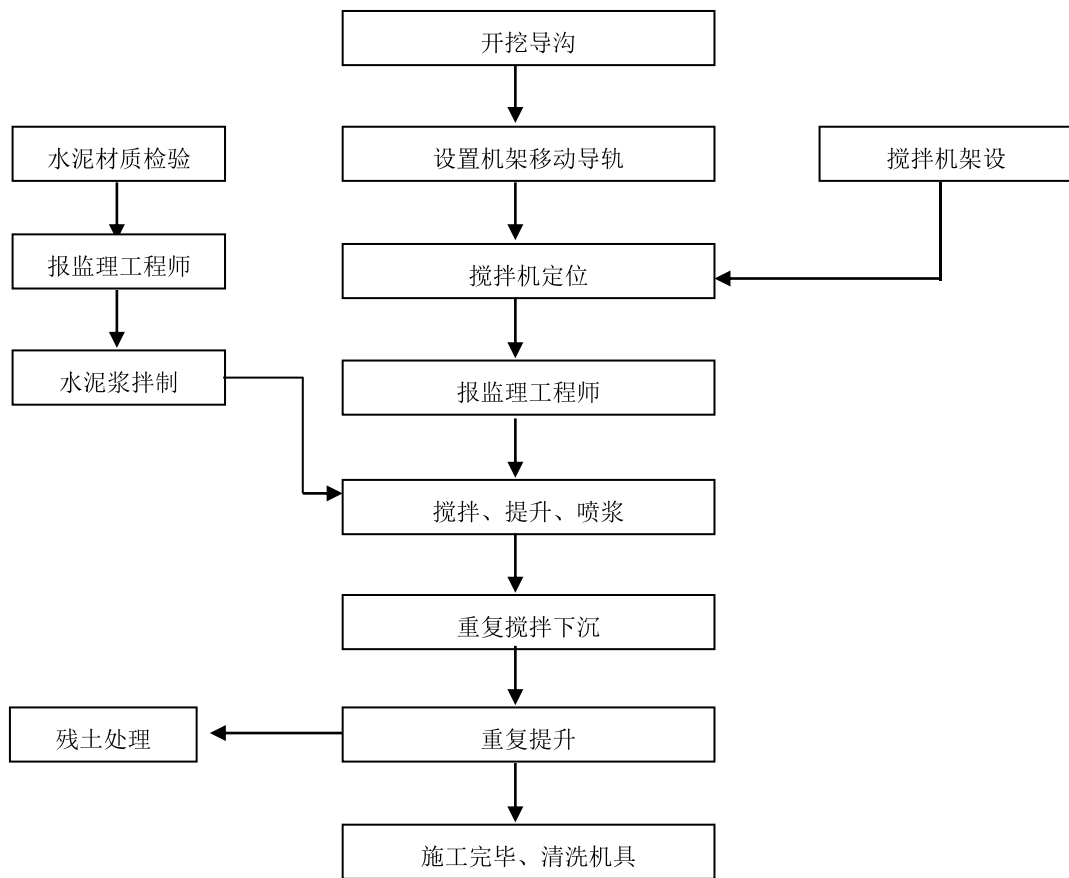 开挖导沟
水泥材质检验
设置机架移动导轨
搅拌机架设
报监理工程师
搅拌机定位
水泥浆拌制
报监理工程师
搅拌、提升、喷浆
重复搅拌下沉
残土处理
重复提升
施工完毕、清洗机具